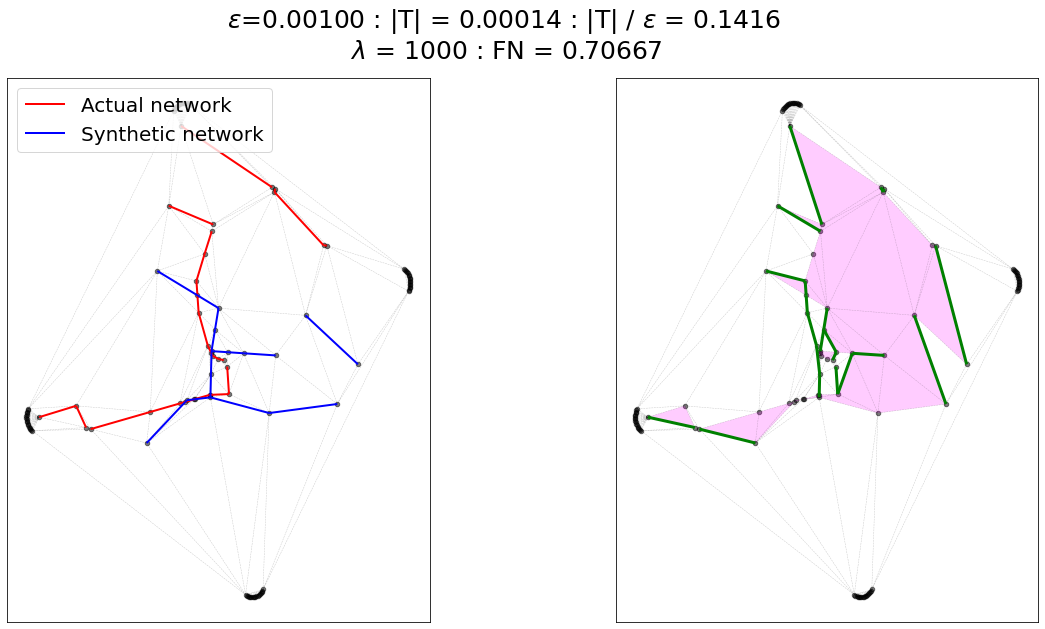 ε=0.00100 : |T| = 0.00014 : |T| / ε = 0.1416
λ = 1000 : FN = 0.70667
Actual network
Synthetic network